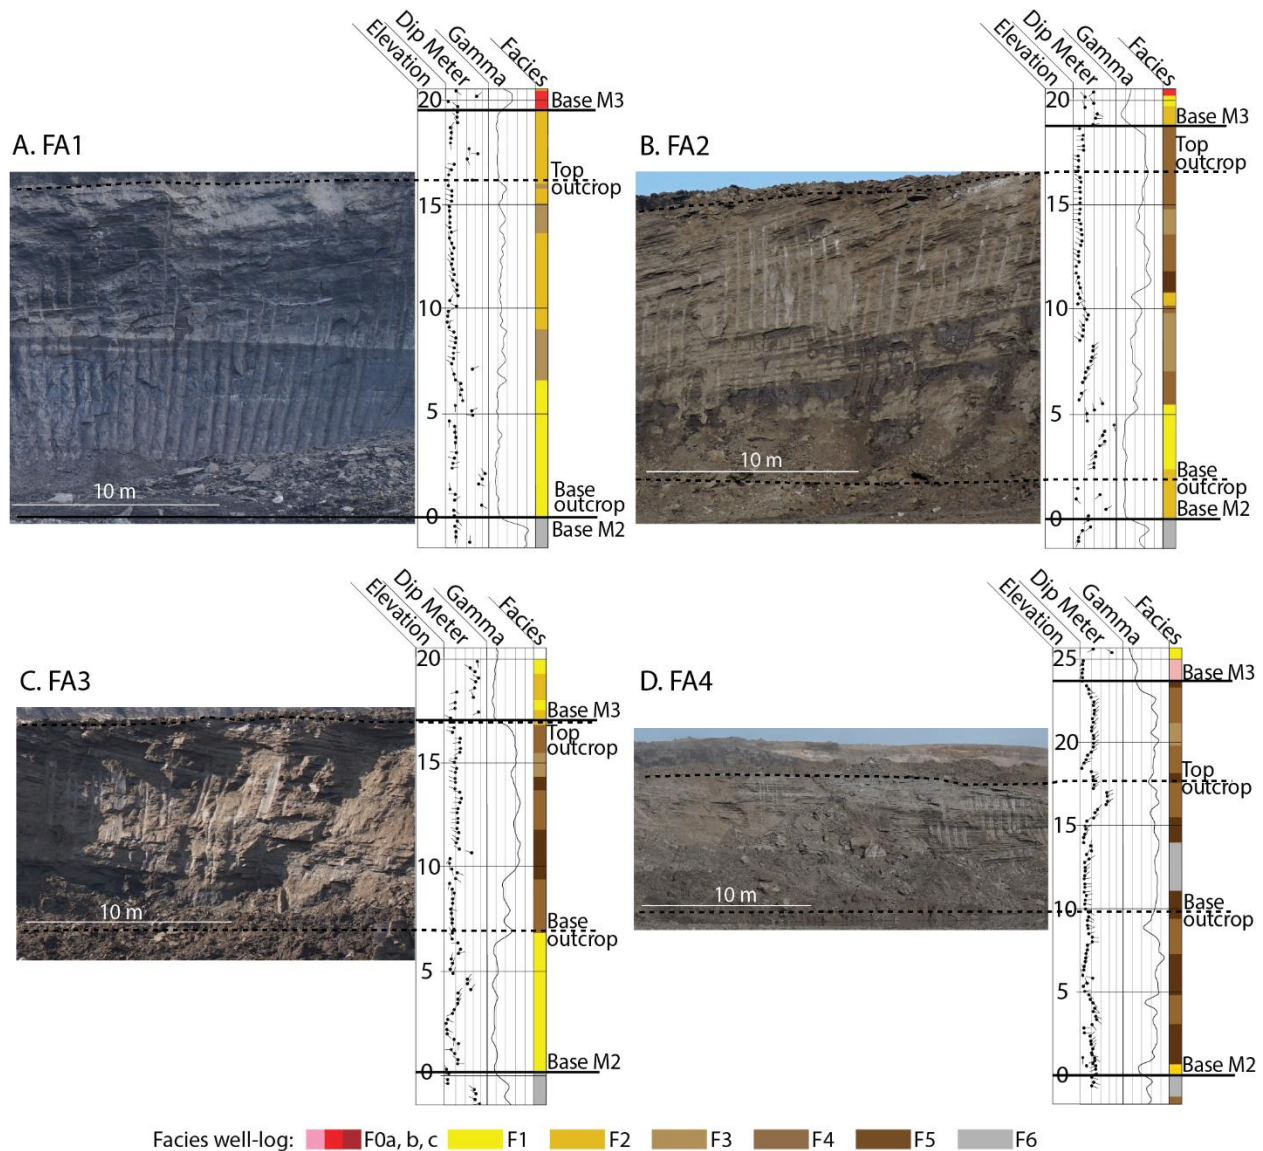 Elevation
Dip Meter
Gamma
Facies
A. FA1
20
Base M3
Top
outcrop
15
10
5
10 m
Base
outcrop
0
Base M2
Elevation
Dip Meter
Gamma
Facies
B. FA2
20
Base M3
Top
outcrop
15
10
5
10 m
Base
outcrop
Base M2
0
Elevation
Dip Meter
Gamma
Facies
C. FA3
20
Base M3
Top
outcrop
15
10
10 m
Base
outcrop
5
Base M2
0
Elevation
Dip Meter
Gamma
Facies
D. FA4
25
Base M3
20
Top
outcrop
15
10 m
Base
outcrop
10
5
Base M2
0
Facies well-log: F0a, b, c F1 F2 F3 F4 F5 F6